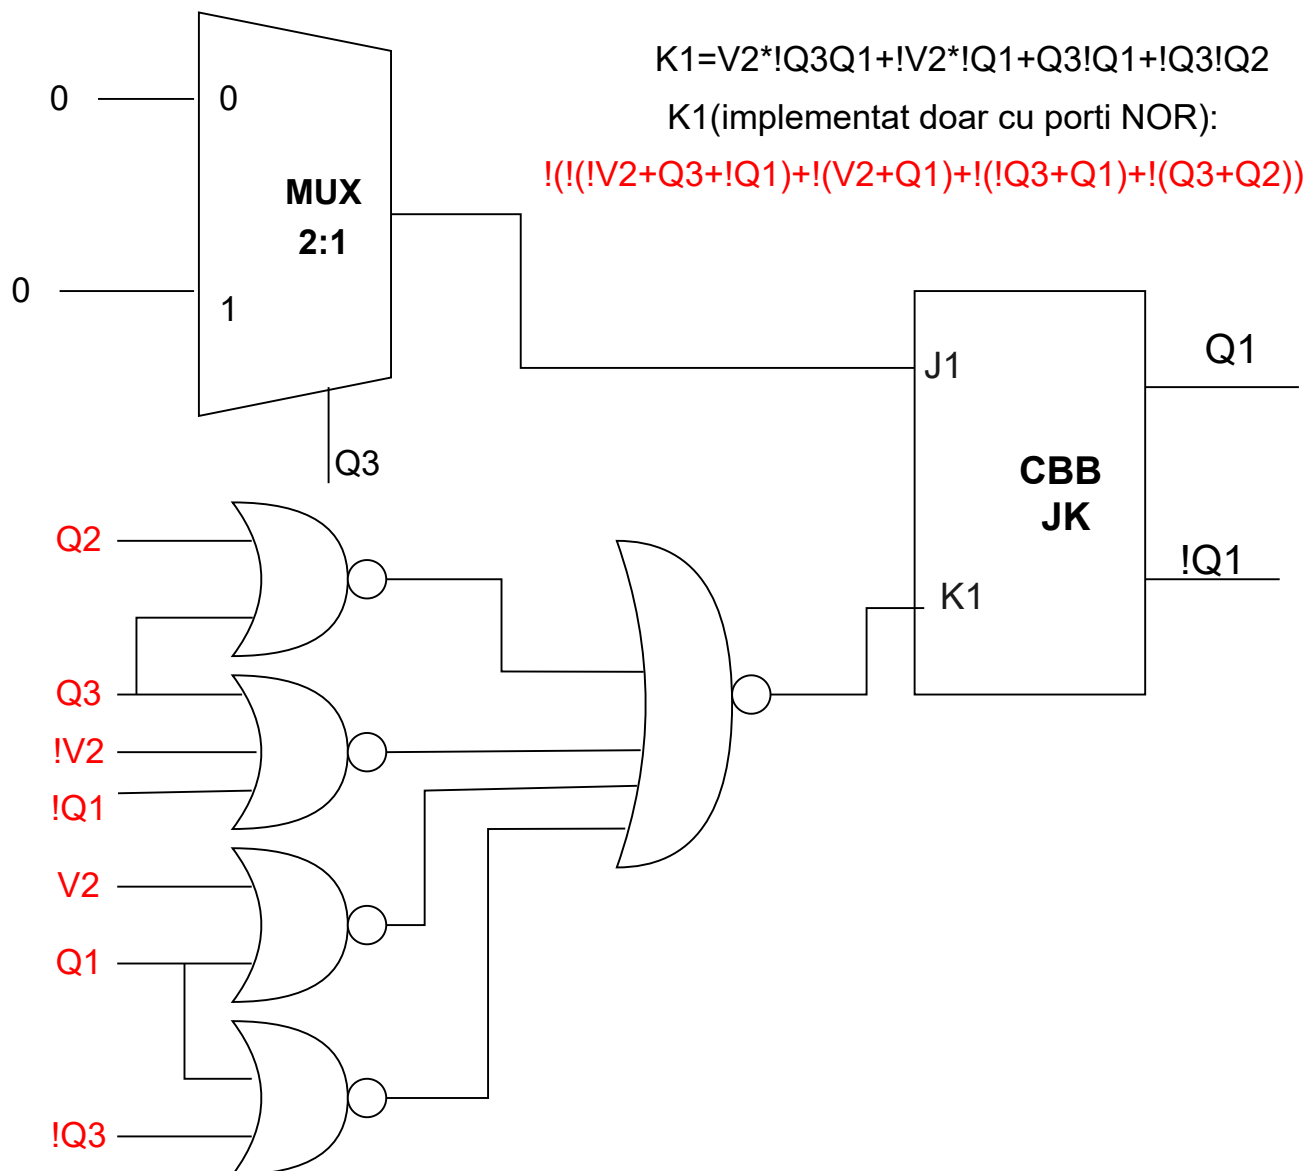 K1=V2*!Q3Q1+!V2*!Q1+Q3!Q1+!Q3!Q2
K1(implementat doar cu porti NOR):
!(!(!V2+Q3+!Q1)+!(V2+Q1)+!(!Q3+Q1)+!(Q3+Q2))
0
0
MUX
2:1
0
1
Q3
J1
Q1
CBB
JK
K1
!Q1
Q2
Q3
!V2
!Q1
V2
Q1
!Q3